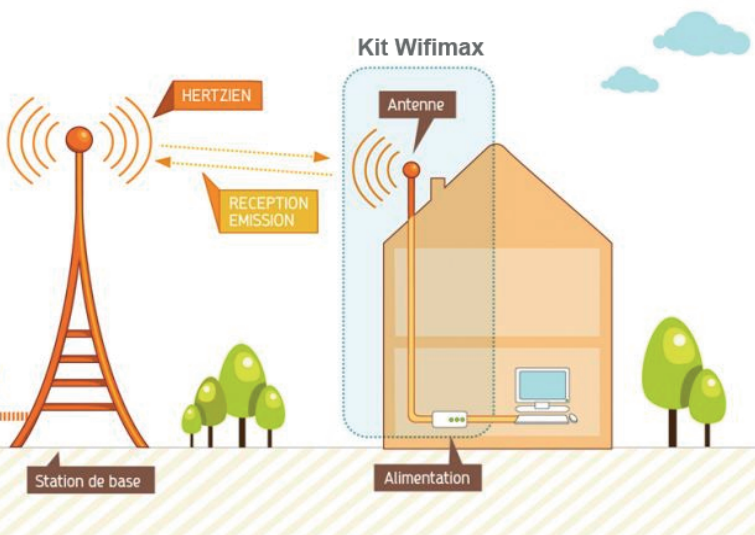 Kit Wifimax
HERTZIEN
Antenne
RECEPTION
EMISSION
Station de base
Alimentation